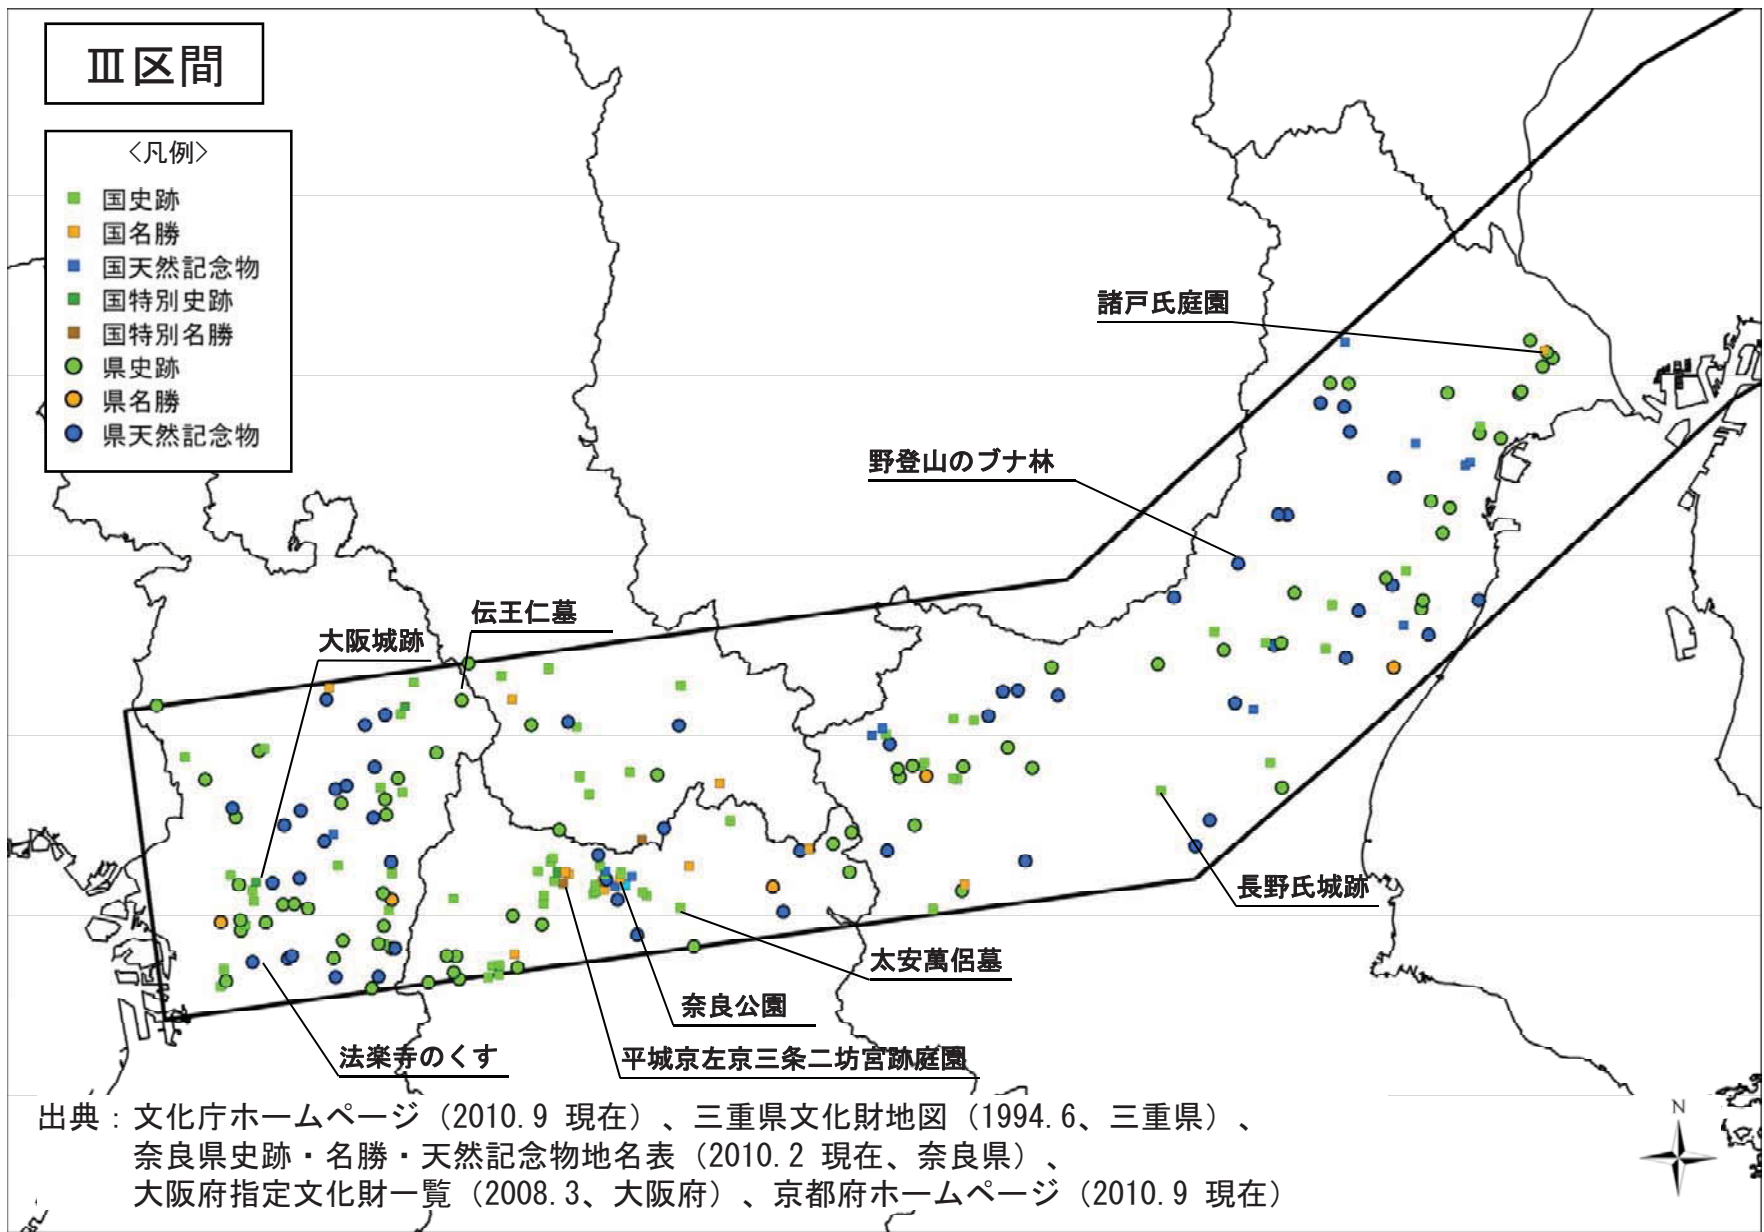 Ⅲ区間
<凡例>
国史跡
国名勝
国天然記念物
国特別史跡
国特別名勝
県史跡
県名勝
県天然記念物
諸戸氏庭園
野登山のブナ林
伝王仁墓
大阪城跡
長野氏城跡
太安萬侶墓
奈良公園
平城京左京三条二坊宮跡庭園
法楽寺のくす
N
出典：文化庁ホームページ（2010.9 現在）、三重県文化財地図（1994.6、三重県）、
奈良県史跡・名勝・天然記念物地名表（2010.2 現在、奈良県）、
大阪府指定文化財一覧（2008.3、大阪府）、京都府ホームページ（2010.9 現在）